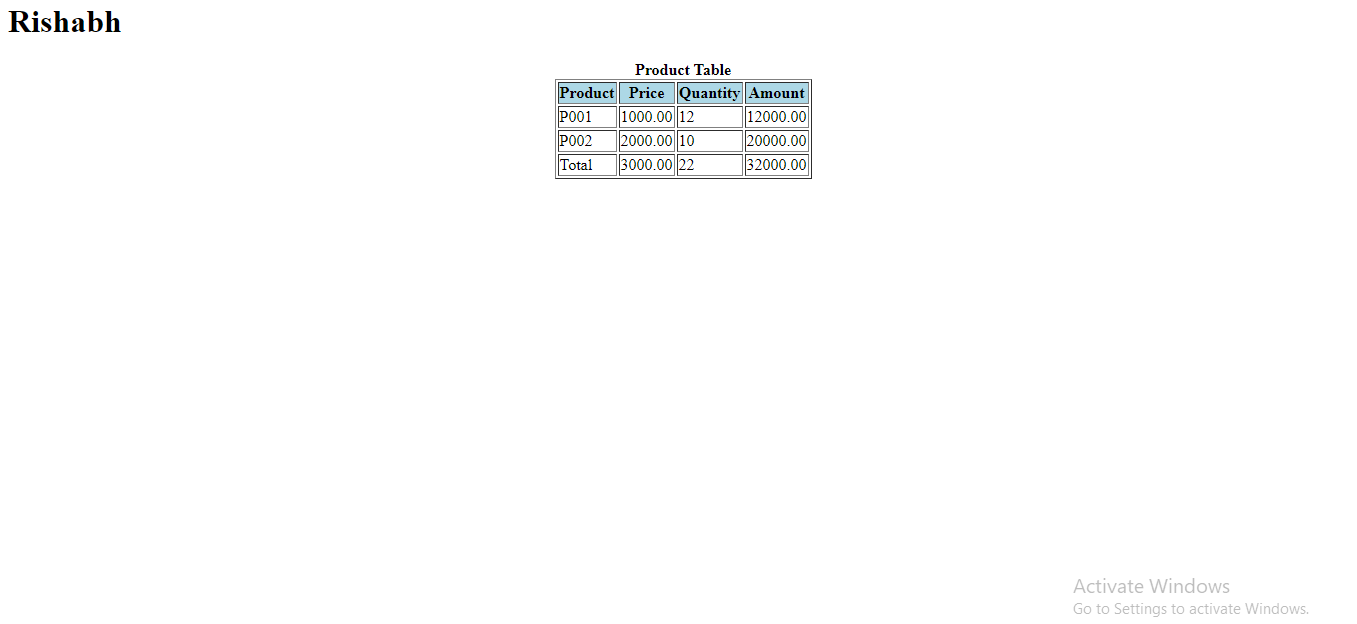 Rishabh
Product Table
Product Price Quantity Amount
P001 1000.00 12 12000.00
P002 2000.00 10 20000.00
Total 3000.00 22 32000.00
Activate Windows
Go to Settings to activate Windows.